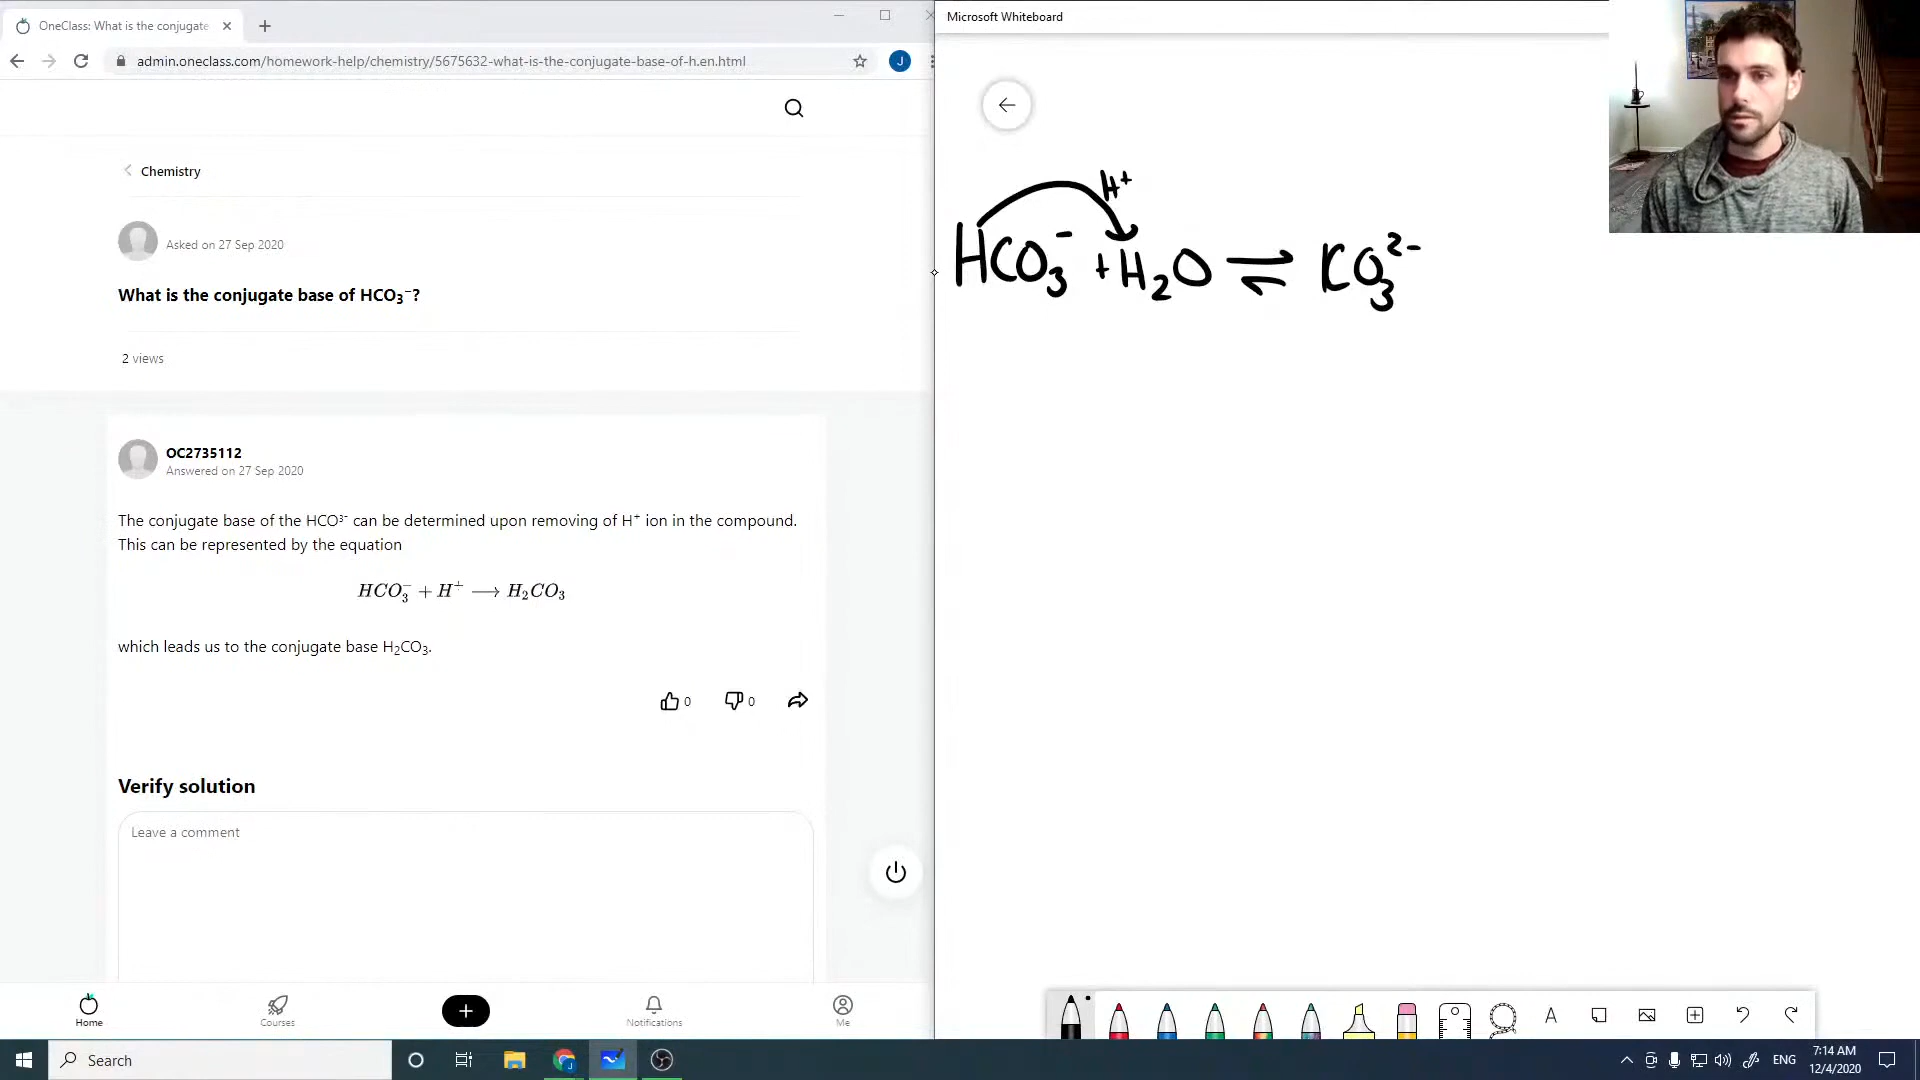 OneClass: What is the conjugate
admin.oneclass.com/homework-help/chemistry/5675632-what-is-the-conjugate-base-of-h.en.html
J
Chemistry
Asked on 27 Sep 2020
What is the conjugate base of HCO₃⁻?
2 views
OC2735112
Answered on 27 Sep 2020
The conjugate base of the HCO³⁻ can be determined upon removing of H⁺ ion in the compound.
This can be represented by the equation
HCO₃⁻ + H⁺ ⟶ H₂CO₃
which leads us to the conjugate base H₂CO₃.
0 0
Verify solution
Leave a comment
Home Courses Notifications Me
Microsoft Whiteboard
H⁺
HCO₃⁻ + H₂O ⇌ CO₃²⁻
A
Search
J
ENG
7:14 AM
12/4/2020